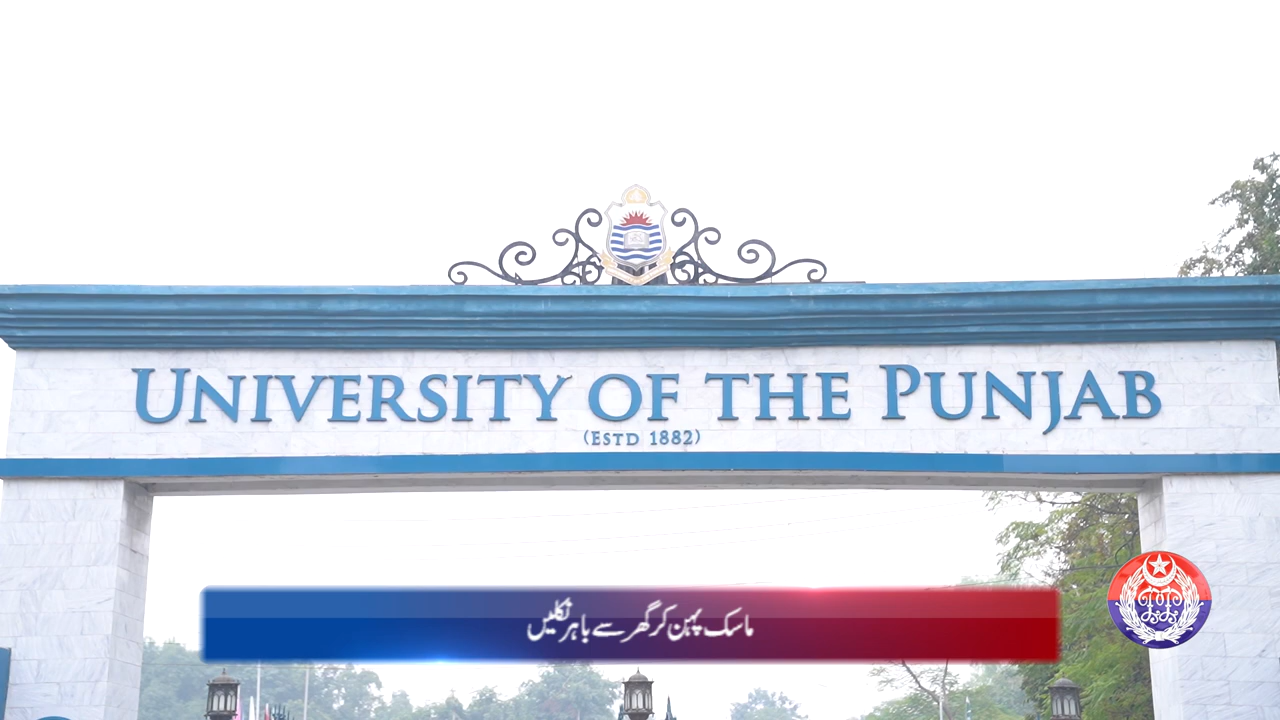 UNIVERSITY OF THE PUNJAB
(ESTD 1882)
ماسک پہن کر گھر سے باہر نکلیں